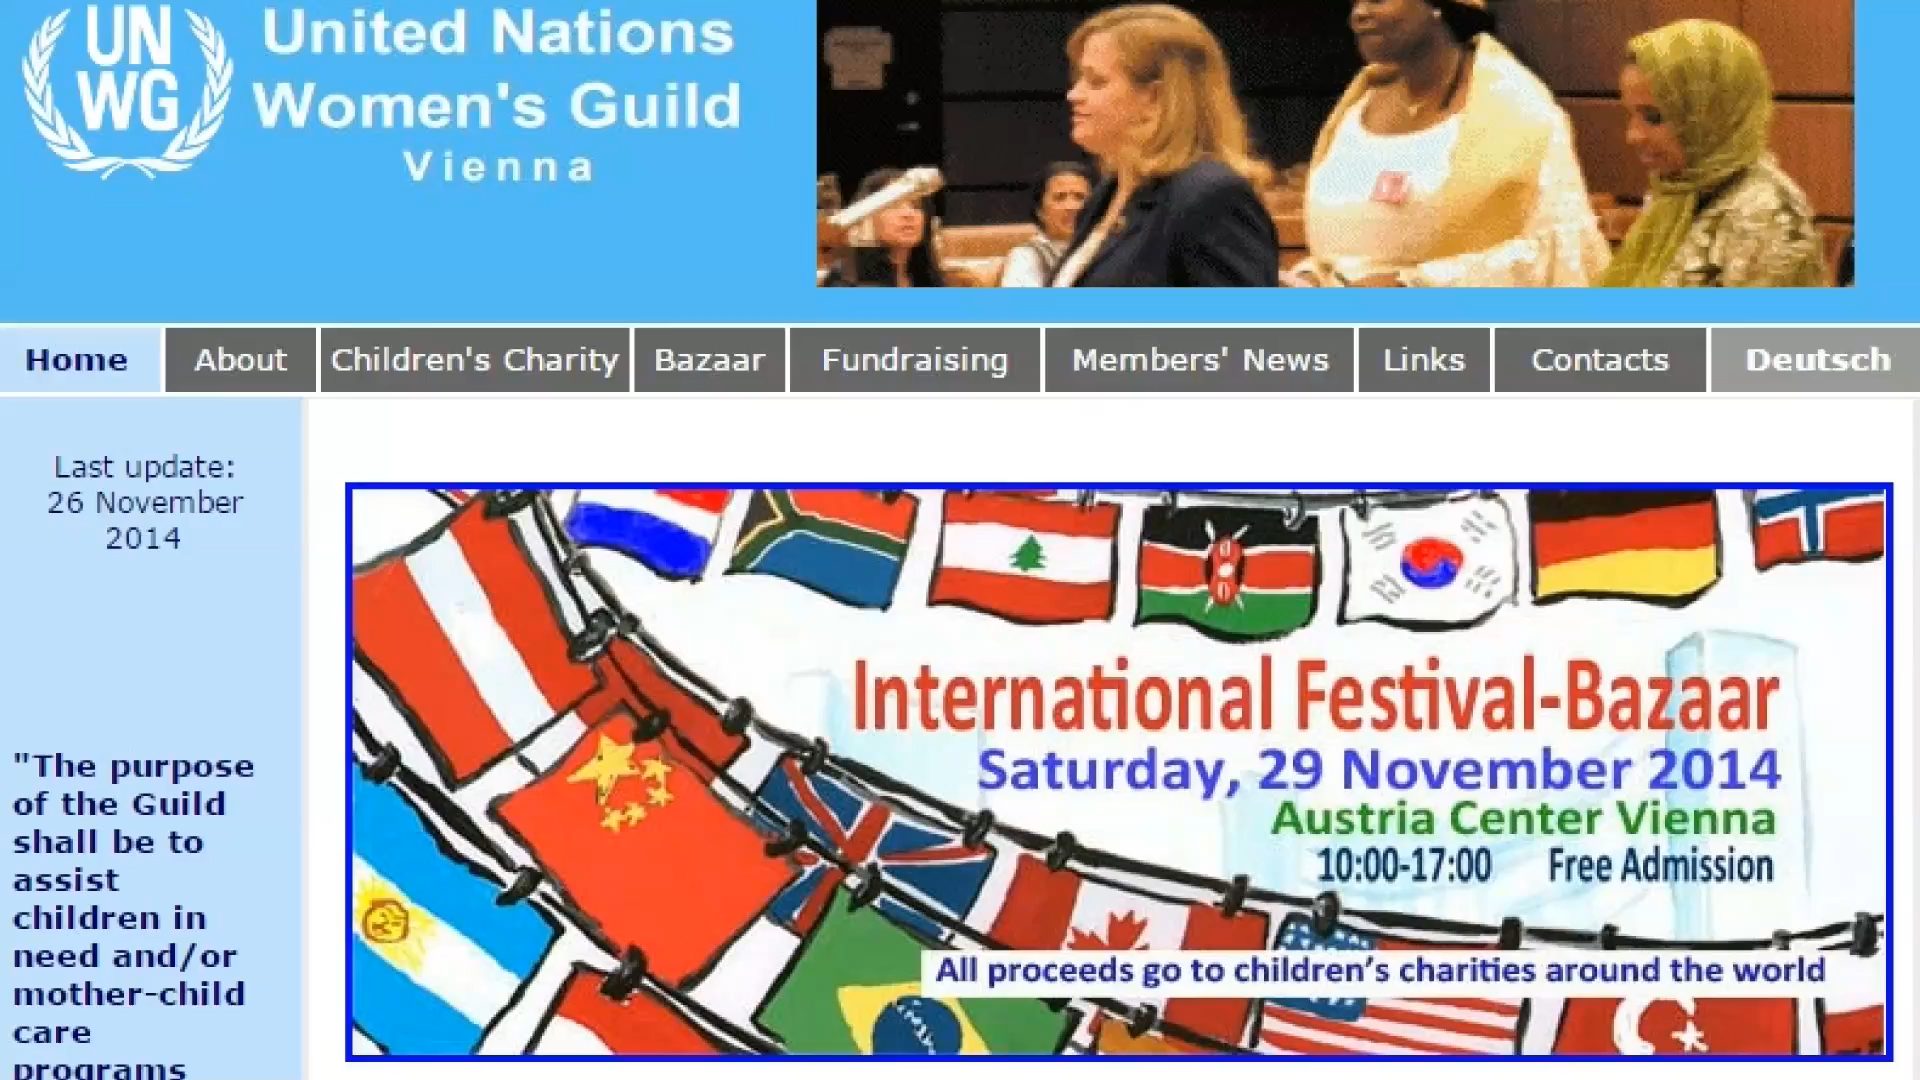 UN
WG
United Nations
Women's Guild
Vienna
Home
About
Children's Charity
Bazaar
Fundraising
Members' News
Links
Contacts
Deutsch
Last update:
26 November
2014
"The purpose
of the Guild
shall be to
assist
children in
need and/or
mother-child
care
programs
International Festival-Bazaar
Saturday, 29 November 2014
Austria Center Vienna
10:00-17:00 Free Admission
All proceeds go to children's charities around the world